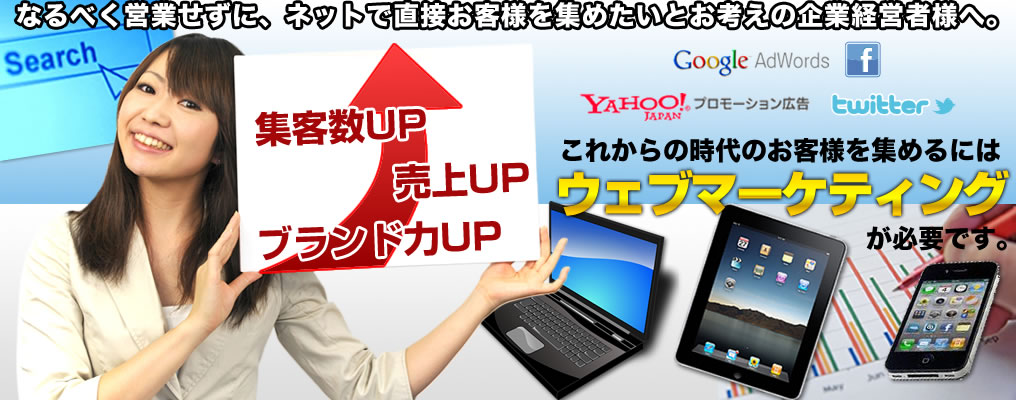 なるべく営業せずに、ネットで直接お客様を集めたいとお考えの企業経営者様へ。
Search
Google AdWords
f
YAHOO! JAPAN プロモーション広告
twitter
集客数UP
売上UP
ブランド力UP
これからの時代のお客様を集めるには
ウェブマーケティング
が必要です。
May
Jun